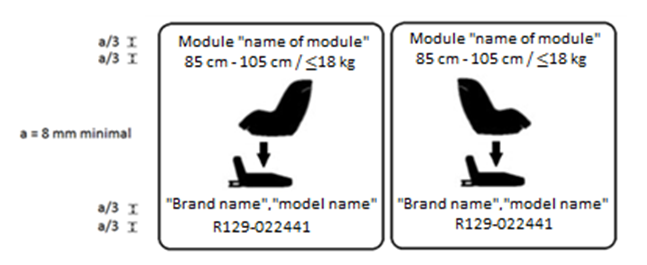 a/3
a/3
a = 8 mm minimal
a/3
a/3
Module "name of module"
85 cm - 105 cm / ≤18 kg
"Brand name","model name"
R129-022441
Module "name of module"
85 cm - 105 cm / ≤18 kg
"Brand name","model name"
R129-022441